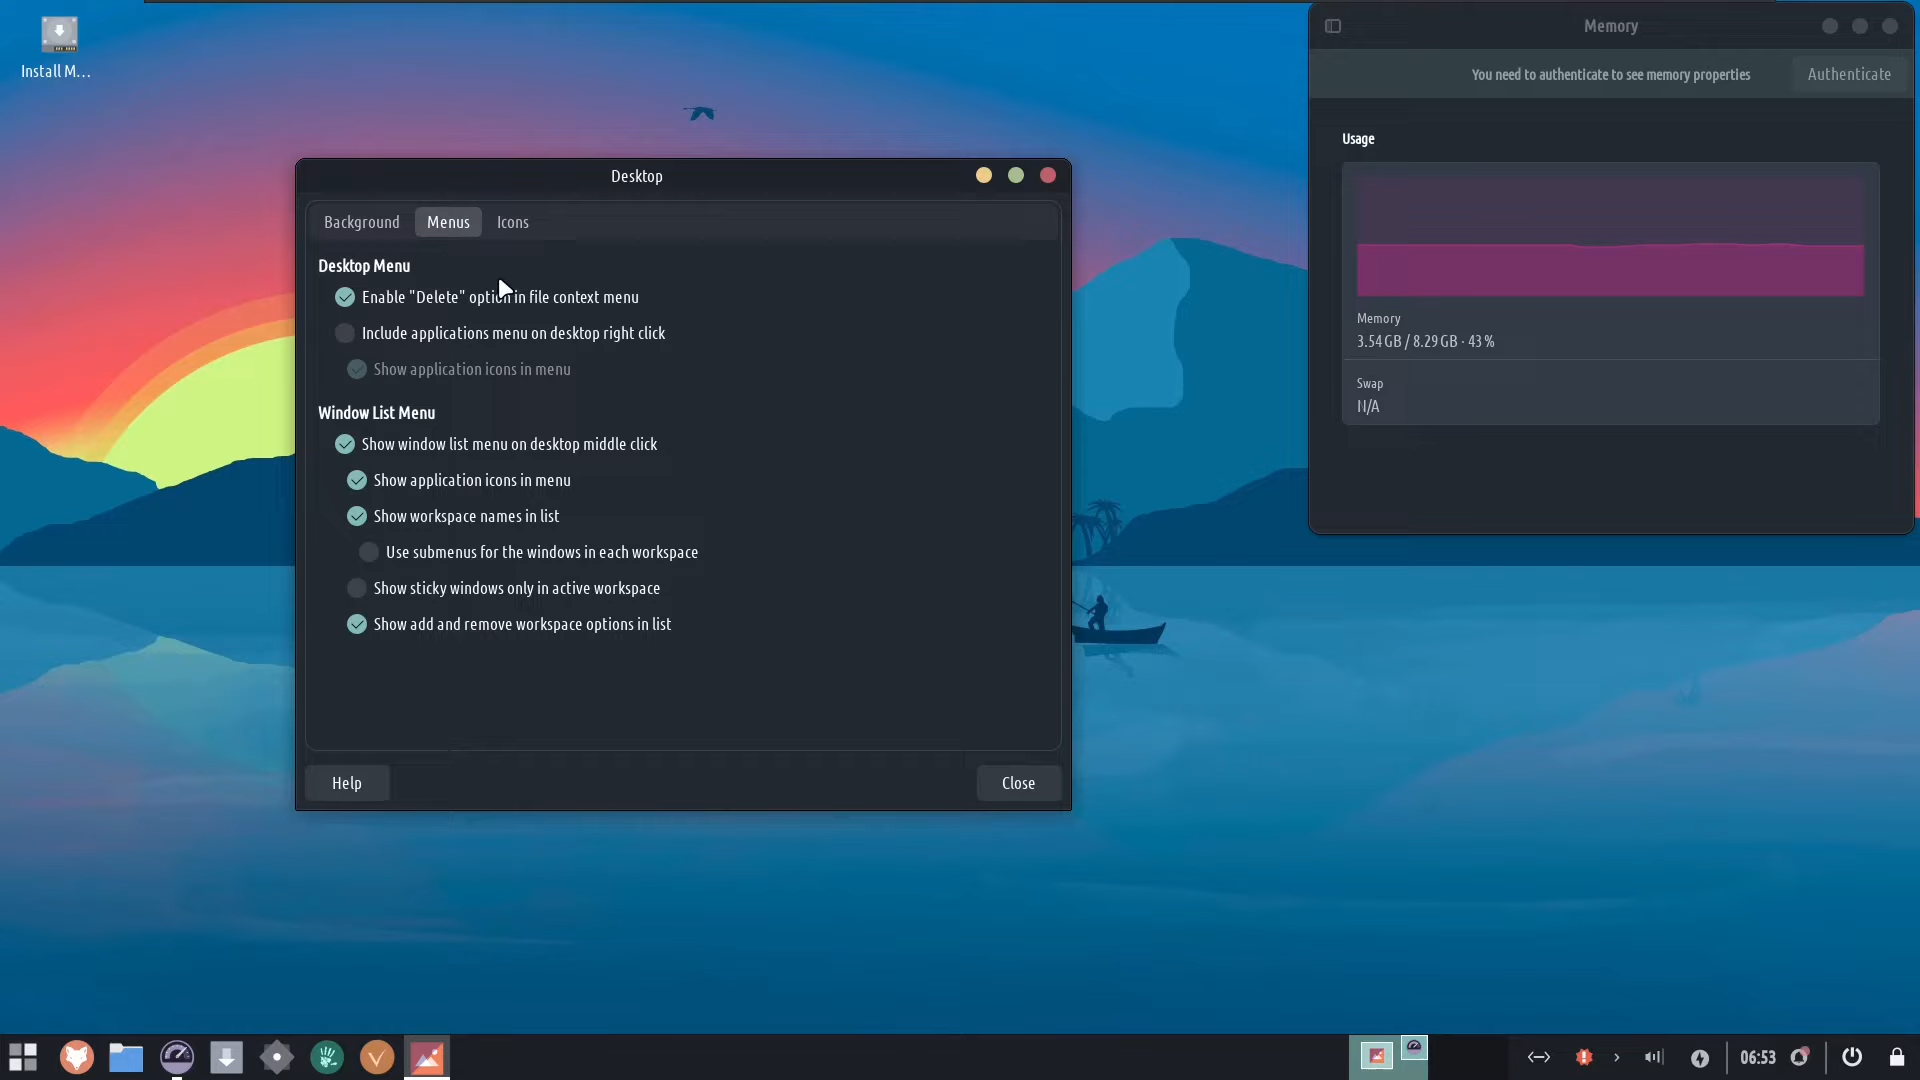 Install M...
Desktop
Background
Menus
Icons
Desktop Menu
Enable "Delete" option in file context menu
Include applications menu on desktop right click
Show application icons in menu
Window List Menu
Show window list menu on desktop middle click
Show application icons in menu
Show workspace names in list
Use submenus for the windows in each workspace
Show sticky windows only in active workspace
Show add and remove workspace options in list
Help
Close
Memory
You need to authenticate to see memory properties
Authenticate
Usage
Memory
3.54 GB / 8.29 GB · 43 %
Swap
N/A
06:53